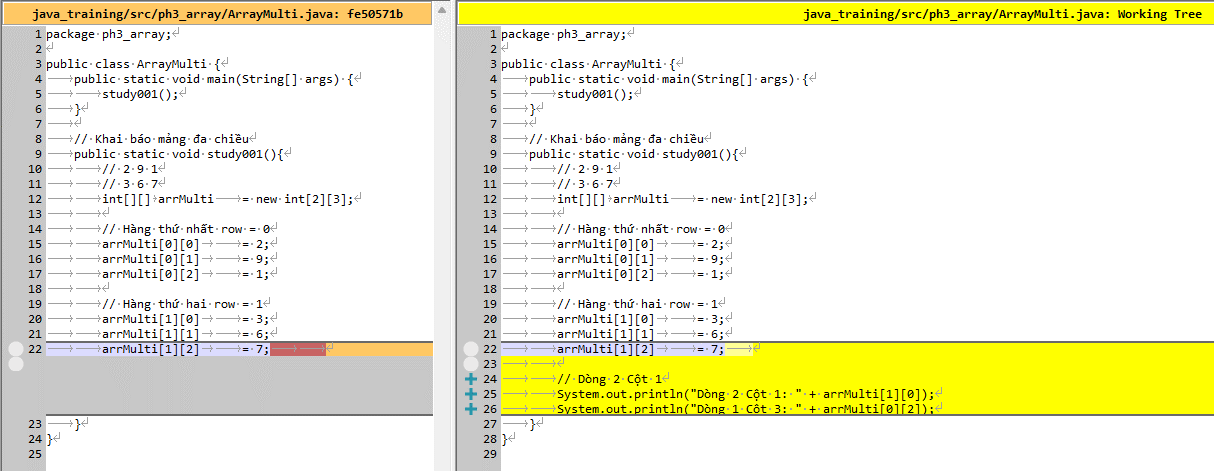 java_training/src/ph3_array/ArrayMulti.java: fe50571b
1 package ph3_array;
2
3 public class ArrayMulti {
4 public static void main(String[] args) {
5 study001();
6 }
7
8 // Khai báo mảng đa chiều
9 public static void study001(){
10 // 2 9 1
11 // 3 6 7
12 int[][] arrMulti = new int[2][3];
13
14 // Hàng thứ nhất row = 0
15 arrMulti[0][0] = 2;
16 arrMulti[0][1] = 9;
17 arrMulti[0][2] = 1;
18
19 // Hàng thứ hai row = 1
20 arrMulti[1][0] = 3;
21 arrMulti[1][1] = 6;
22 arrMulti[1][2] = 7;
23 }
24 }
25
java_training/src/ph3_array/ArrayMulti.java: Working Tree
1 package ph3_array;
2
3 public class ArrayMulti {
4 public static void main(String[] args) {
5 study001();
6 }
7
8 // Khai báo mảng đa chiều
9 public static void study001(){
10 // 2 9 1
11 // 3 6 7
12 int[][] arrMulti = new int[2][3];
13
14 // Hàng thứ nhất row = 0
15 arrMulti[0][0] = 2;
16 arrMulti[0][1] = 9;
17 arrMulti[0][2] = 1;
18
19 // Hàng thứ hai row = 1
20 arrMulti[1][0] = 3;
21 arrMulti[1][1] = 6;
22 arrMulti[1][2] = 7;
23
24 // Dòng 2 Cột 1
25 System.out.println("Dòng 2 Cột 1: " + arrMulti[1][0]);
26 System.out.println("Dòng 1 Cột 3: " + arrMulti[0][2]);
27 }
28 }
29